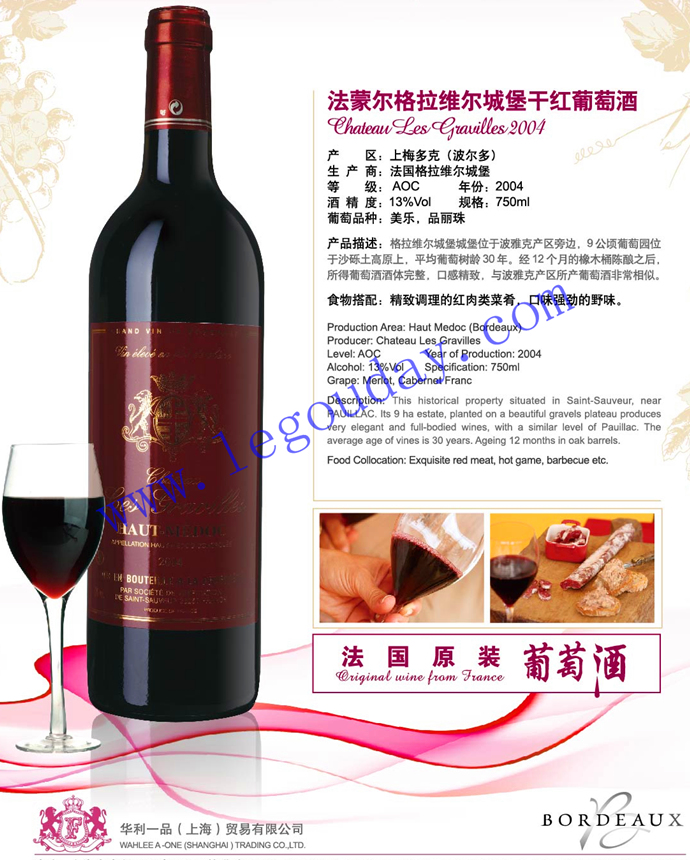 法蒙尔格拉维尔城堡干红葡萄酒
Chateau Les Gravilles 2004
产 区：上梅多克（波尔多）
生 产 商：法国格拉维尔城堡
等 级： AOC 年份：2004
酒 精 度：13%Vol 规格：750ml
葡萄品种：美乐，品丽珠
产品描述：格拉维尔城堡城堡位于波雅克产区旁边，9公顷葡萄园位
于沙砾土高原上，平均葡萄树龄30年。经12个月的橡木桶陈酿之后，
所得葡萄酒酒体完整，口感精致，与波雅克产区所产葡萄酒非常相似。
食物搭配：精致调理的红肉类菜肴，口味强劲的野味。
Production Area: Haut Medoc (Bordeaux)
Producer: Chateau Les Gravilles
Level: AOC Year of Production: 2004
Alcohol: 13%Vol Specification: 750ml
Grape: Merlot, Cabernet Franc
Description: This historical property situated in Saint-Sauveur, near
PAUILLAC. Its 9 ha estate, planted on a beautiful gravels plateau produces
very elegant and full-bodied wines, with a similar level of Pauillac. The
average age of vines is 30 years. Ageing 12 months in oak barrels.
Food Collocation: Exquisite red meat, hot game, barbecue etc.
www.legouday.com
HAUT-MEDOC
EN BOUTEI
PAR SOCIÉTÉ
DE SAINT-SAUV
法国原装 葡萄酒
Original wine from France
F
华利一品（上海）贸易有限公司
WAHLEE A -ONE (SHANGHAI ) TRADING CO.,LTD.
BORDEAUX